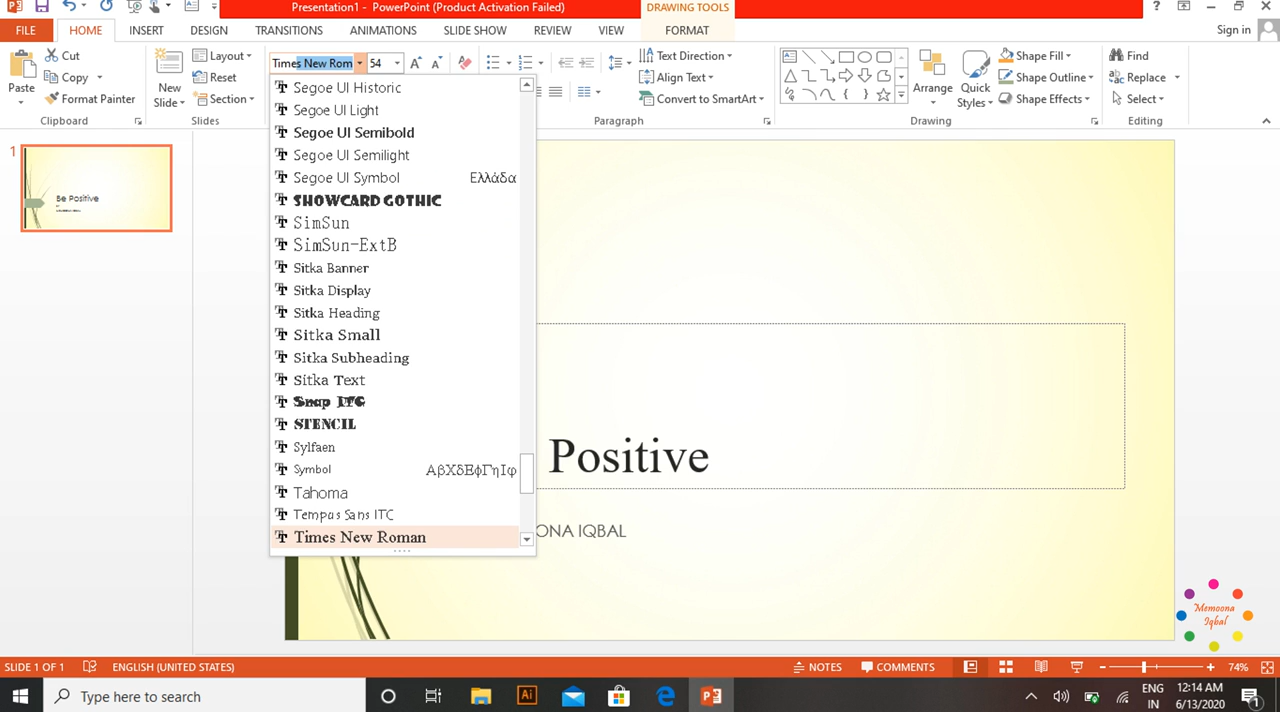 Presentation1 - PowerPoint (Product Activation Failed)
DRAWING TOOLS
?
FILE HOME INSERT DESIGN TRANSITIONS ANIMATIONS SLIDE SHOW REVIEW VIEW FORMAT
Sign in
Paste
Cut
Copy
Format Painter
Clipboard
New Slide
Layout
Reset
Section
Slides
Times New Rom
54
Text Direction
Align Text
Convert to SmartArt
Paragraph
Arrange
Quick Styles
Shape Fill
Shape Outline
Shape Effects
Drawing
Find
Replace
Select
Editing
Segoe UI Historic
Segoe UI Light
Segoe UI Semibold
Segoe UI Semilight
Segoe UI Symbol Ελλάδα
SHOWCARD GOTHIC
SimSun
SimSun-ExtB
Sitka Banner
Sitka Display
Sitka Heading
Sitka Small
Sitka Subheading
Sitka Text
Snap ITC
STENCIL
Sylfaen
Symbol ΑβΧδΕφΓηΙφ
Tahoma
Tempus Sans ITC
Times New Roman
1
Be Positive
Positive
ONA IQBAL
Memoona
Iqbal
SLIDE 1 OF 1 ENGLISH (UNITED STATES) NOTES COMMENTS 74%
Type here to search
Ai
ENG
IN
12:14 AM
6/13/2020
1